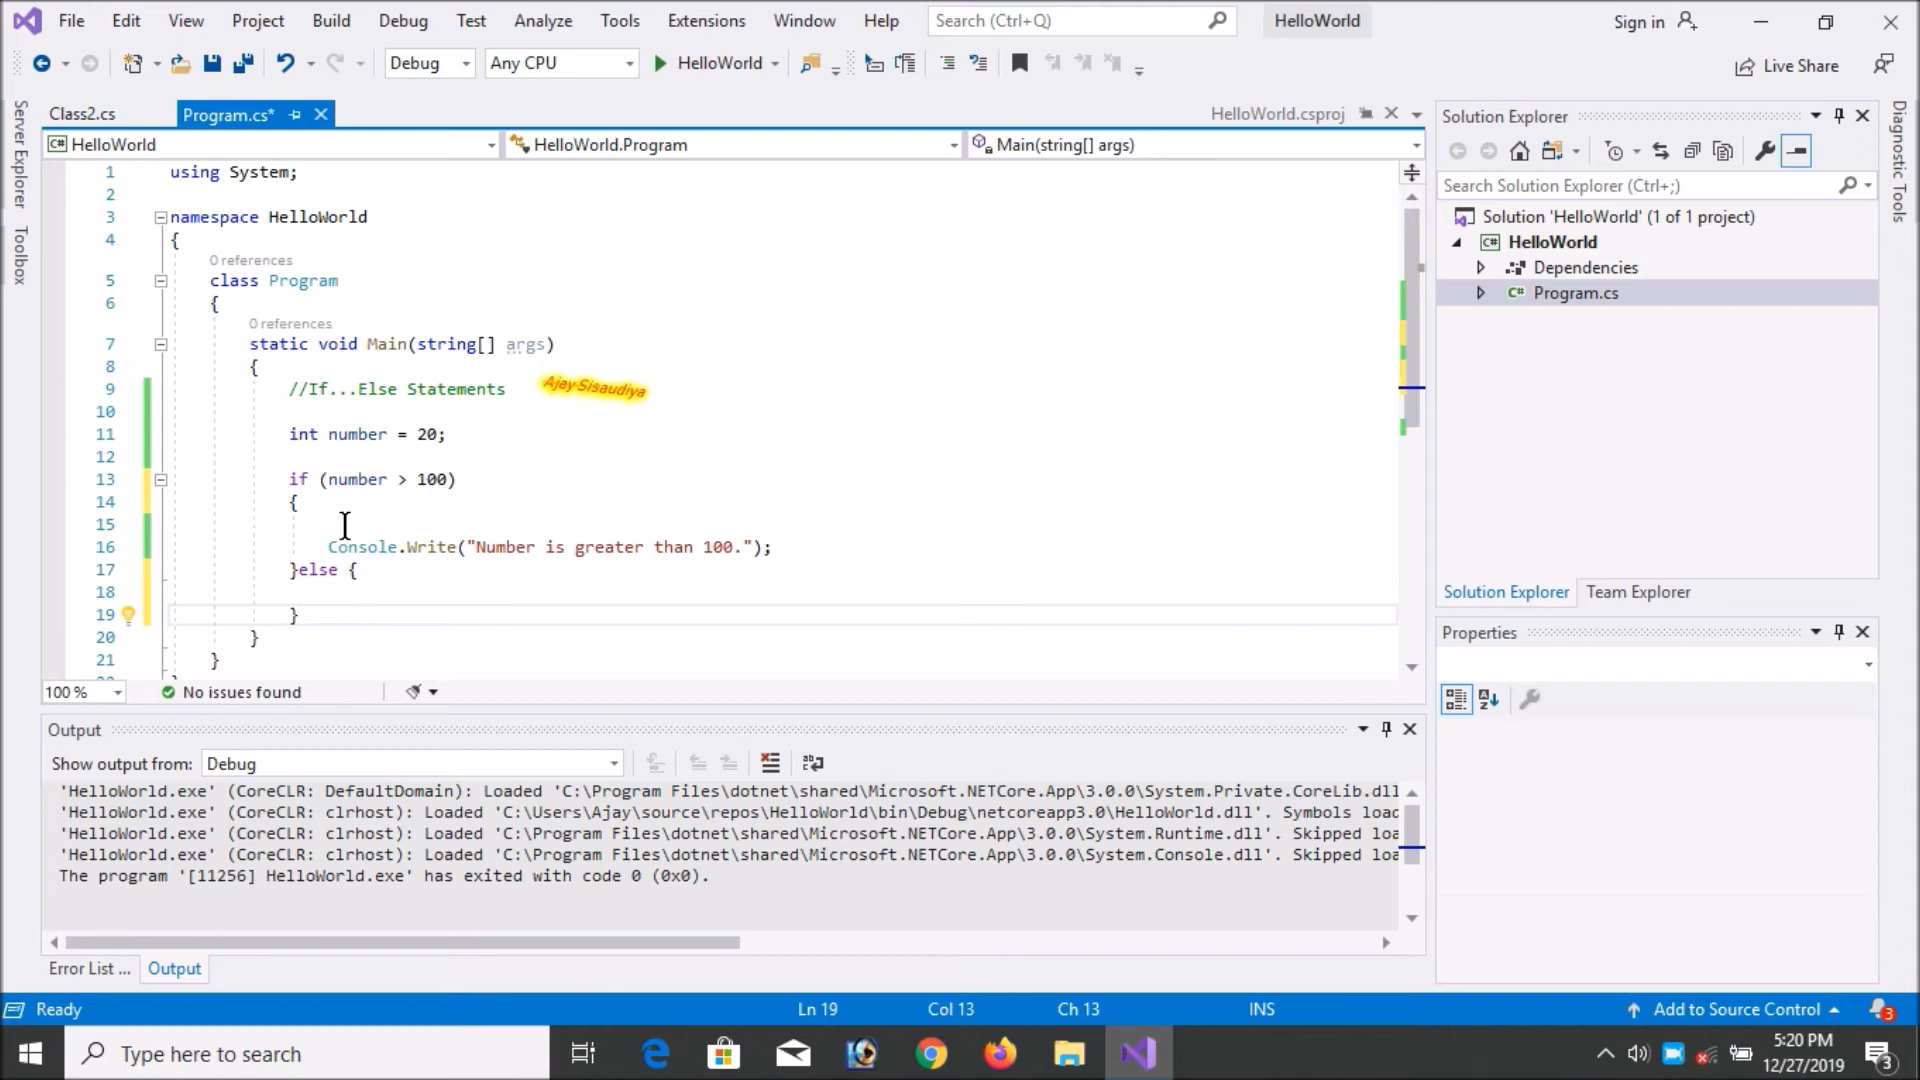 File Edit View Project Build Debug Test Analyze Tools Extensions Window Help Search (Ctrl+Q) HelloWorld Sign in
Debug Any CPU HelloWorld Live Share
Class2.cs Program.cs* HelloWorld.csproj
HelloWorld HelloWorld.Program Main(string[] args)
1 using System;
2
3 namespace HelloWorld
4 {
0 references
5 class Program
6 {
0 references
7 static void Main(string[] args)
8 {
9 //If...Else Statements
Ajay Sisaudiya
10
11 int number = 20;
12
13 if (number > 100)
14 {
15
16 Console.Write("Number is greater than 100.");
17 }else {
18
19 }
20 }
21 }
100 % No issues found
Output
Show output from: Debug
'HelloWorld.exe' (CoreCLR: DefaultDomain): Loaded 'C:\Program Files\dotnet\shared\Microsoft.NETCore.App\3.0.0\System.Private.CoreLib.dll
'HelloWorld.exe' (CoreCLR: clrhost): Loaded 'C:\Users\Ajay\source\repos\HelloWorld\bin\Debug\netcoreapp3.0\HelloWorld.dll'. Symbols load
'HelloWorld.exe' (CoreCLR: clrhost): Loaded 'C:\Program Files\dotnet\shared\Microsoft.NETCore.App\3.0.0\System.Runtime.dll'. Skipped loa
'HelloWorld.exe' (CoreCLR: clrhost): Loaded 'C:\Program Files\dotnet\shared\Microsoft.NETCore.App\3.0.0\System.Console.dll'. Skipped loa
The program '[11256] HelloWorld.exe' has exited with code 0 (0x0).
Error List ... Output
Server Explorer
Toolbox
Solution Explorer
Search Solution Explorer (Ctrl+;)
Solution 'HelloWorld' (1 of 1 project)
C# HelloWorld
Dependencies
C# Program.cs
Solution Explorer Team Explorer
Properties
Diagnostic Tools
Ready Ln 19 Col 13 Ch 13 INS Add to Source Control 3
Type here to search
5:20 PM
12/27/2019
3